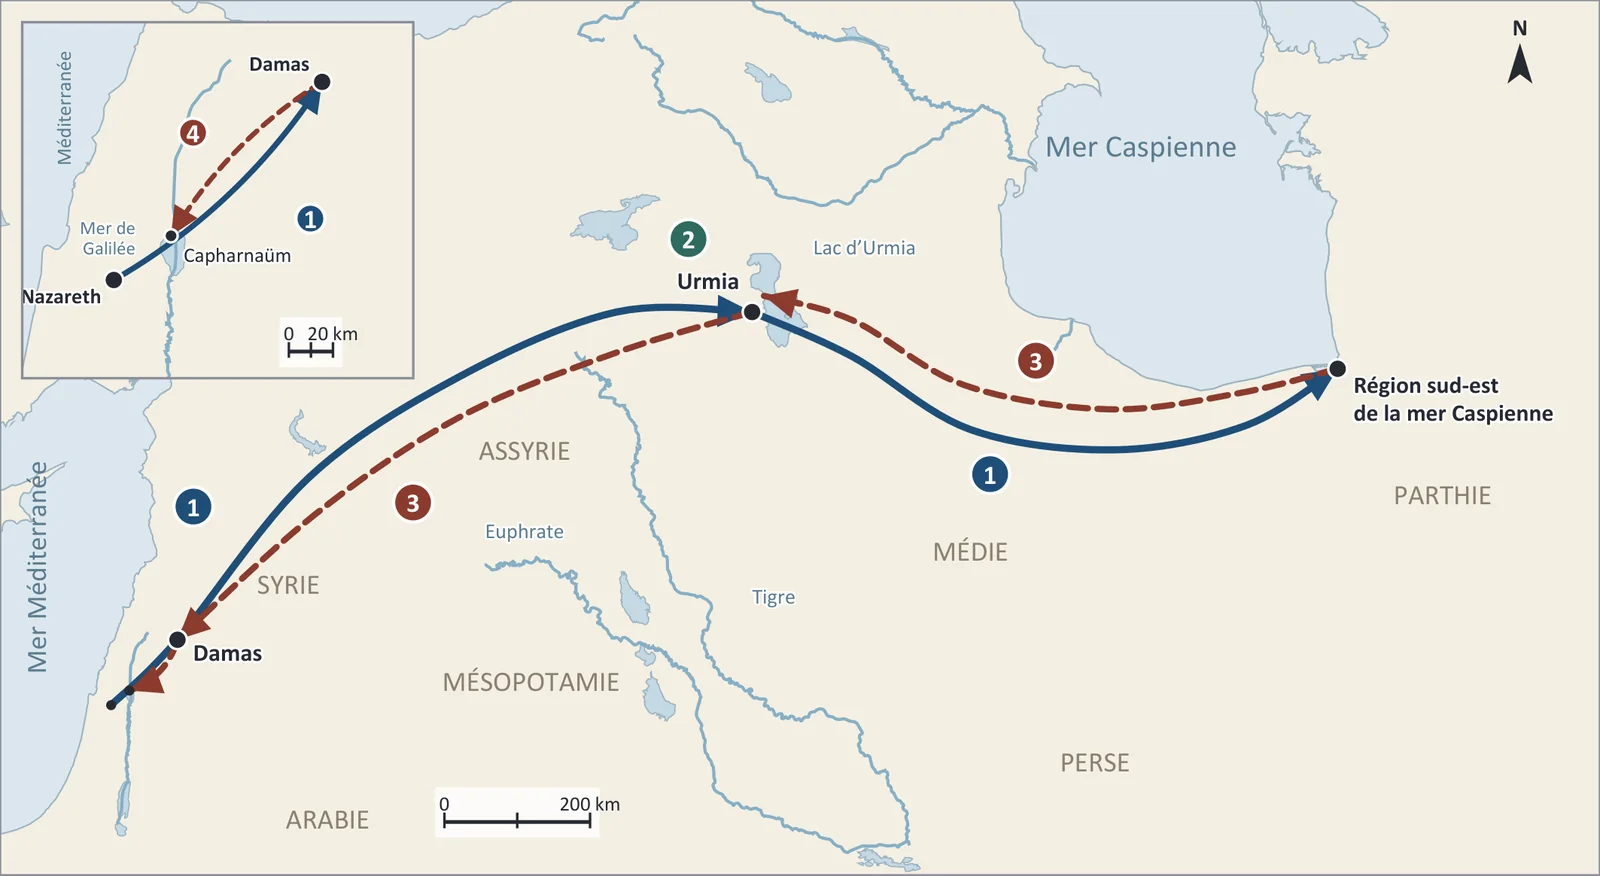 Méditerranée
Damas
4
1
Mer de
Galilée
Capharnaüm
Nazareth
0 20 km
N
Mer Caspienne
2
Lac d’Urmia
Urmia
3
Région sud-est
de la mer Caspienne
ASSYRIE
1
PARTHIE
1
3
Mer Méditerranée
Euphrate
MÉDIE
SYRIE
Tigre
Damas
MÉSOPOTAMIE
PERSE
0 200 km
ARABIE